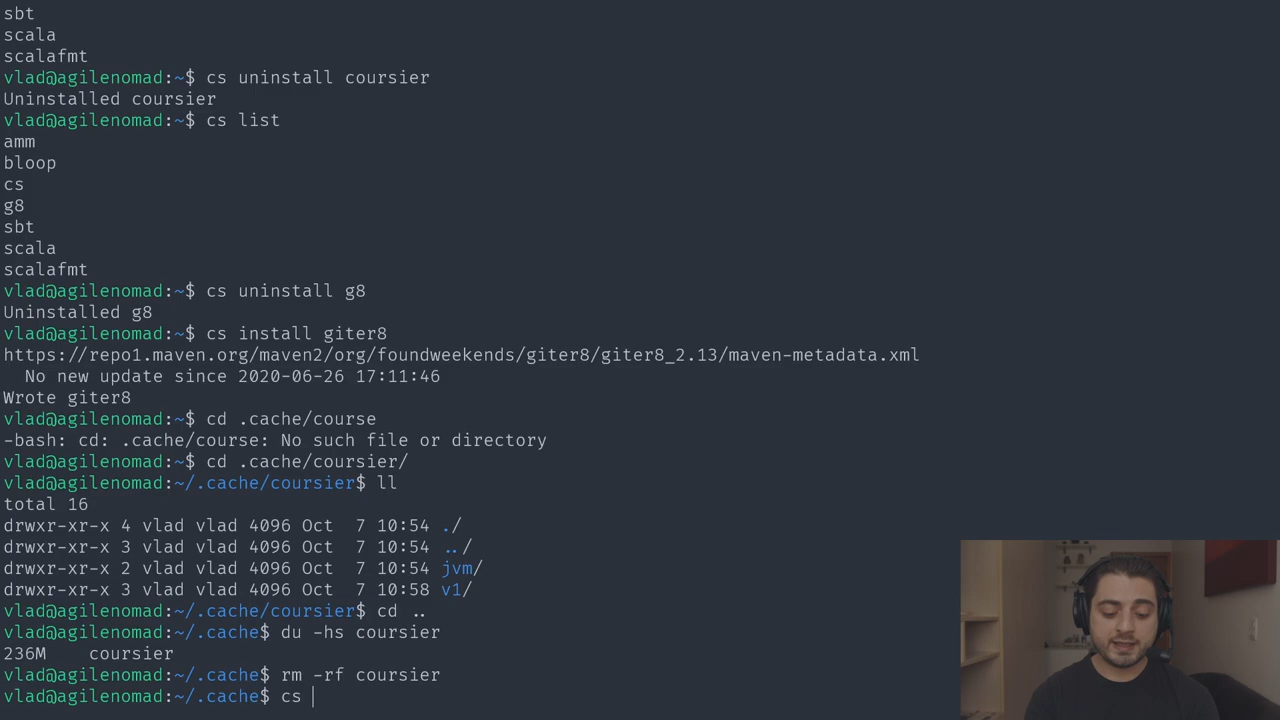 sbt
scala
scalafmt
vlad@agilenomad:~$ cs uninstall coursier
Uninstalled coursier
vlad@agilenomad:~$ cs list
amm
bloop
cs
g8
sbt
scala
scalafmt
vlad@agilenomad:~$ cs uninstall g8
Uninstalled g8
vlad@agilenomad:~$ cs install giter8
https://repo1.maven.org/maven2/org/foundweekends/giter8/giter8_2.13/maven-metadata.xml
  No new update since 2020-06-26 17:11:46
Wrote giter8
vlad@agilenomad:~$ cd .cache/course
-bash: cd: .cache/course: No such file or directory
vlad@agilenomad:~$ cd .cache/coursier/
vlad@agilenomad:~/.cache/coursier$ ll
total 16
drwxr-xr-x 4 vlad vlad 4096 Oct  7 10:54 ./
drwxr-xr-x 3 vlad vlad 4096 Oct  7 10:54 ../
drwxr-xr-x 2 vlad vlad 4096 Oct  7 10:54 jvm/
drwxr-xr-x 3 vlad vlad 4096 Oct  7 10:58 v1/
vlad@agilenomad:~/.cache/coursier$ cd ..
vlad@agilenomad:~/.cache$ du -hs coursier
236M    coursier
vlad@agilenomad:~/.cache$ rm -rf coursier
vlad@agilenomad:~/.cache$ cs